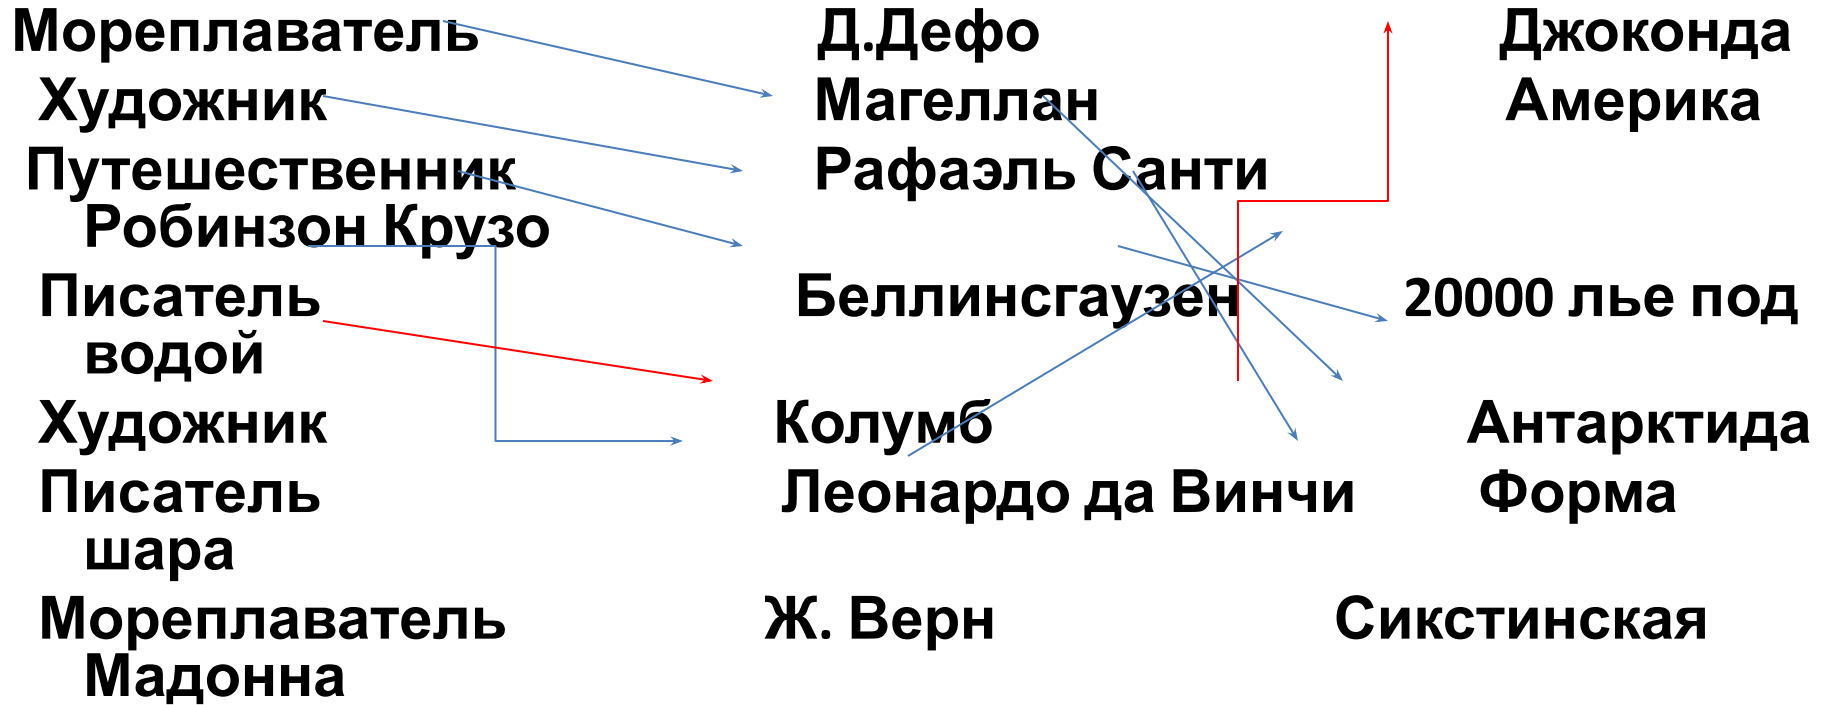 Мореплаватель Д.Дефо Джоконда
Художник Магеллан Америка
Путешественник Рафаэль Санти
Робинзон Крузо
Писатель Беллинсгаузен 20000 лье под
водой
Художник Колумб Антарктида
Писатель Леонардо да Винчи Форма
шара
Мореплаватель Ж. Верн Сикстинская
Мадонна